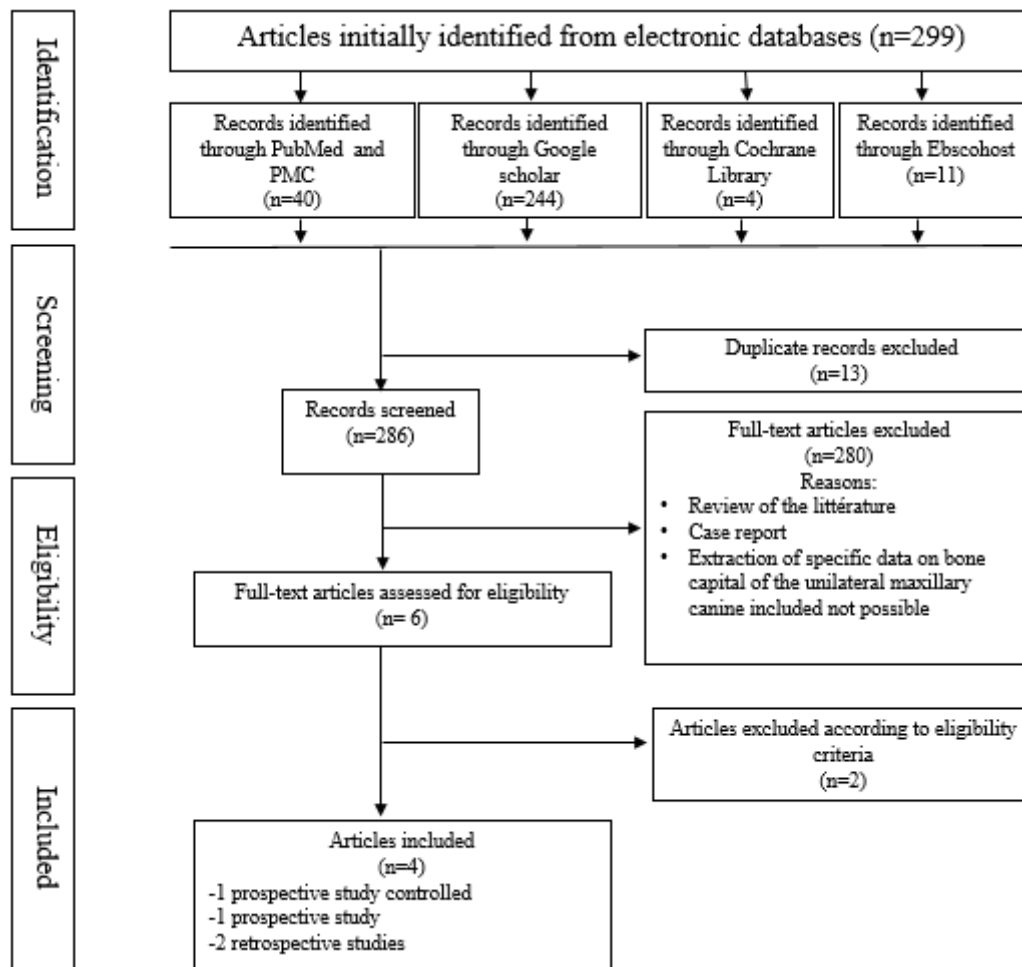 Identification
Articles initially identified from electronic databases (n=299)
Records identified
through PubMed and
PMC
(n=40)
Records identified
through Google
scholar
(n=244)
Records identified
through Cochrane
Library
(n=4)
Records identified
through Ebscohost
(n=11)
Screening
Duplicate records excluded
(n=13)
Records screened
(n=286)
Full-text articles excluded
(n=280)
Reasons:
• Review of the littérature
• Case report
• Extraction of specific data on bone
capital of the unilateral maxillary
canine included not possible
Eligibility
Full-text articles assessed for eligibility
(n= 6)
Articles excluded according to eligibility
criteria
(n=2)
Included
Articles included
(n=4)
-1 prospective study controlled
-1 prospective study
-2 retrospective studies